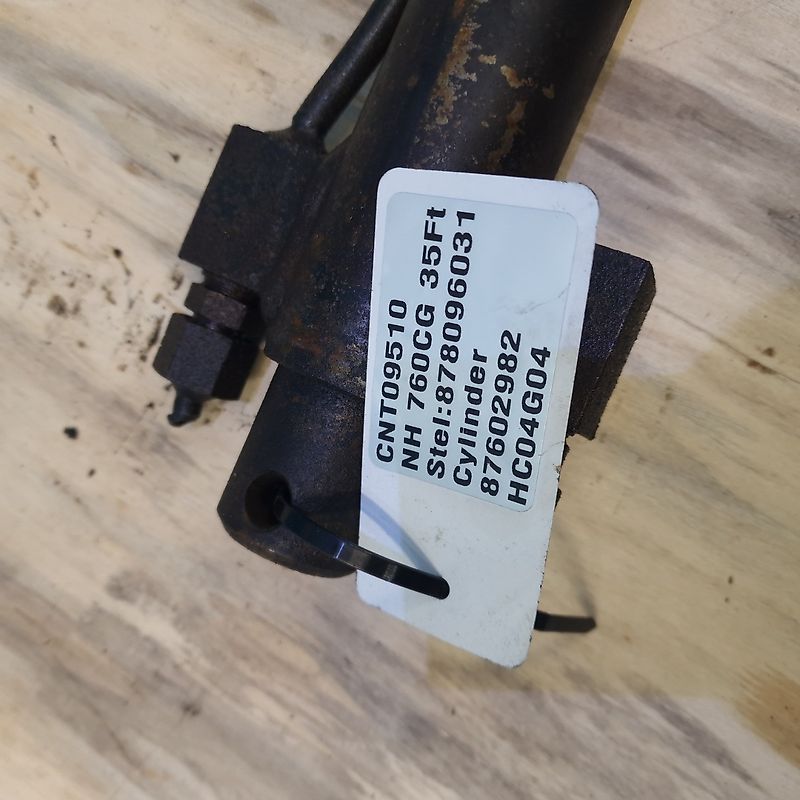 CNT09510
NH 760CG 35Ft
Stel:878096031
Cylinder
87602982
HC04G04